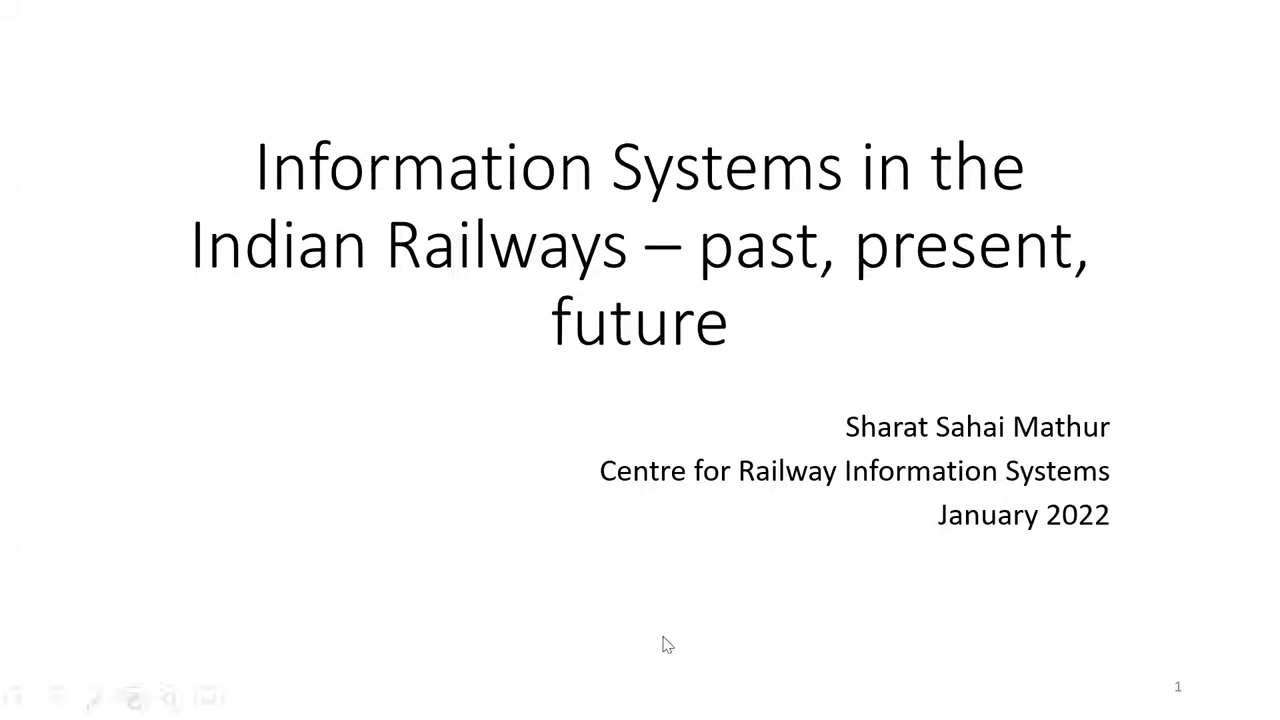 Information Systems in the
Indian Railways – past, present,
future
Sharat Sahai Mathur
Centre for Railway Information Systems
January 2022
1